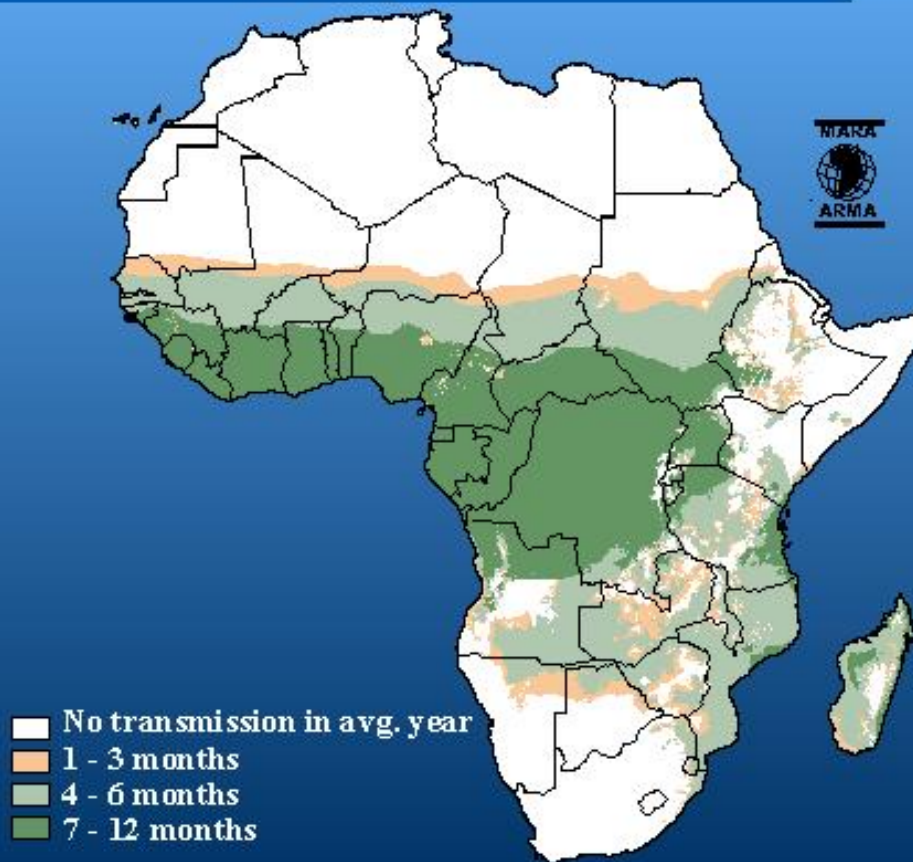 MARA
ARMA
No transmission in avg. year
1 - 3 months
4 - 6 months
7 - 12 months